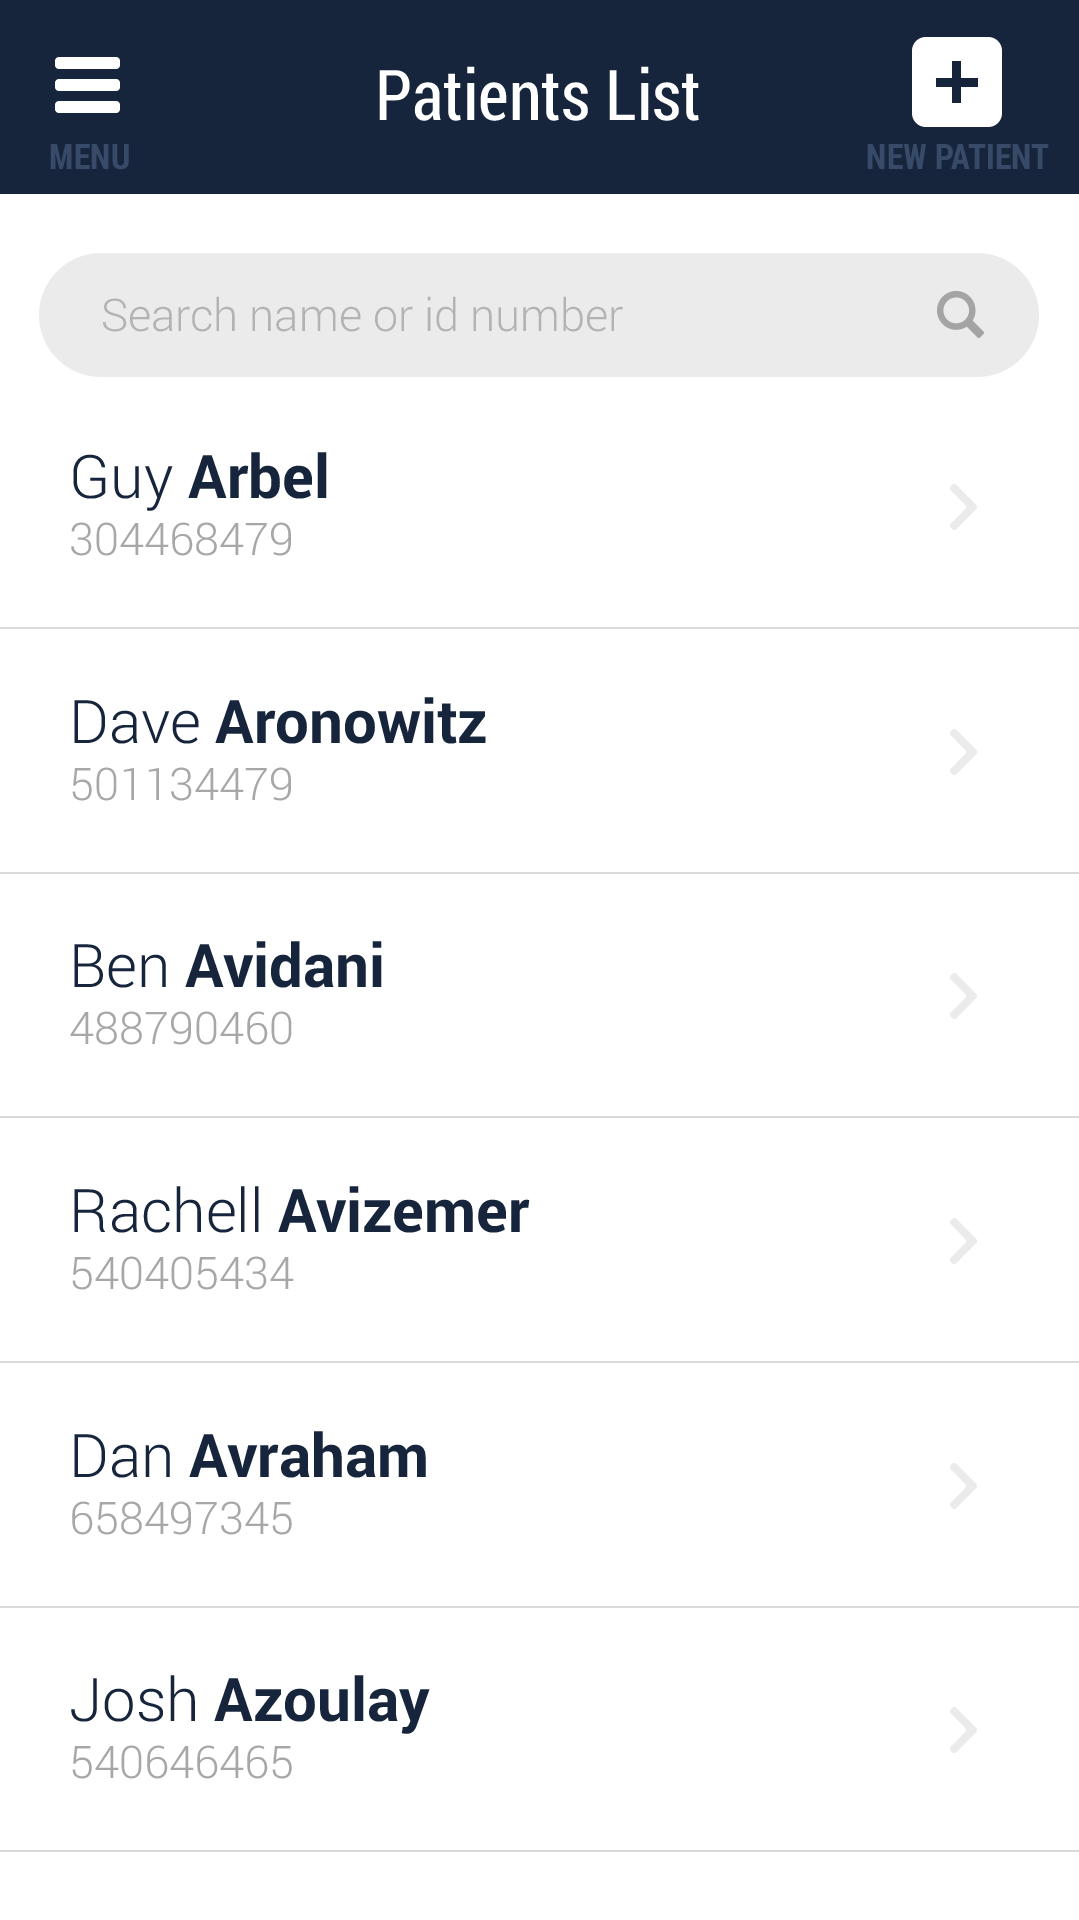 Patients List
MENU
NEW PATIENT
Search name or id number
Guy Arbel
304468479
Dave Aronowitz
501134479
Ben Avidani
488790460
Rachell Avizemer
540405434
Dan Avraham
658497345
Josh Azoulay
540646465